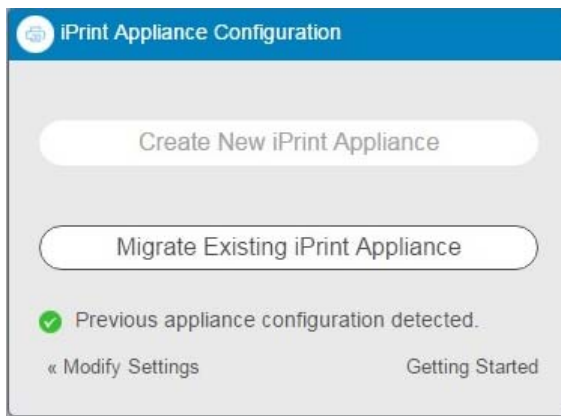 iPrint Appliance Configuration
Create New iPrint Appliance
Migrate Existing iPrint Appliance
Previous appliance configuration detected.
« Modify Settings
Getting Started